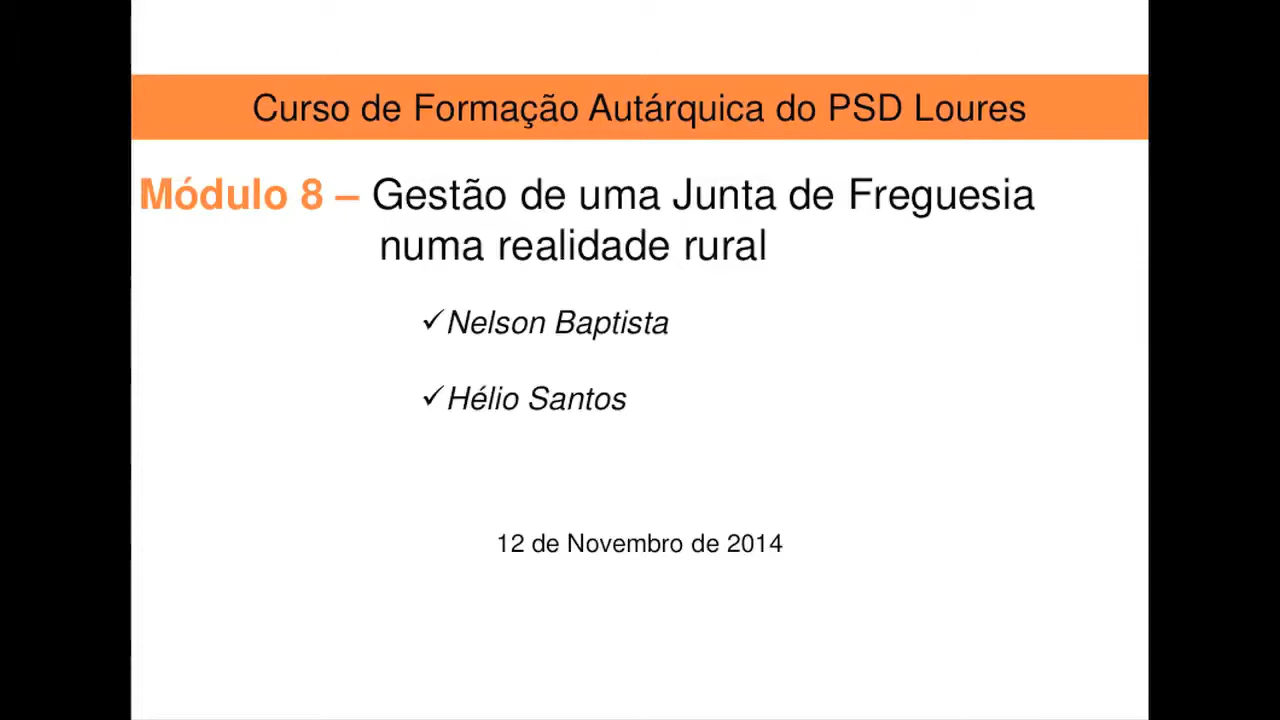 Curso de Formação Autárquica do PSD Loures
Módulo 8 – Gestão de uma Junta de Freguesia
numa realidade rural
✓Nelson Baptista
✓Hélio Santos
12 de Novembro de 2014